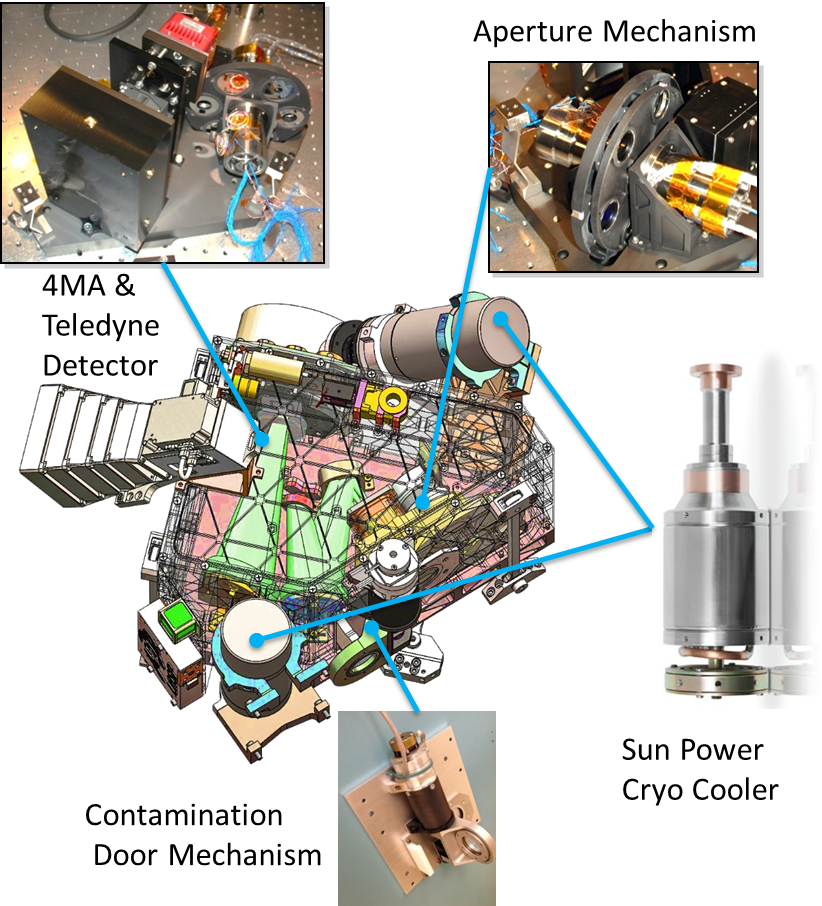 Aperture Mechanism
4MA &
Teledyne
Detector
Sun Power
Cryo Cooler
Contamination
Door Mechanism